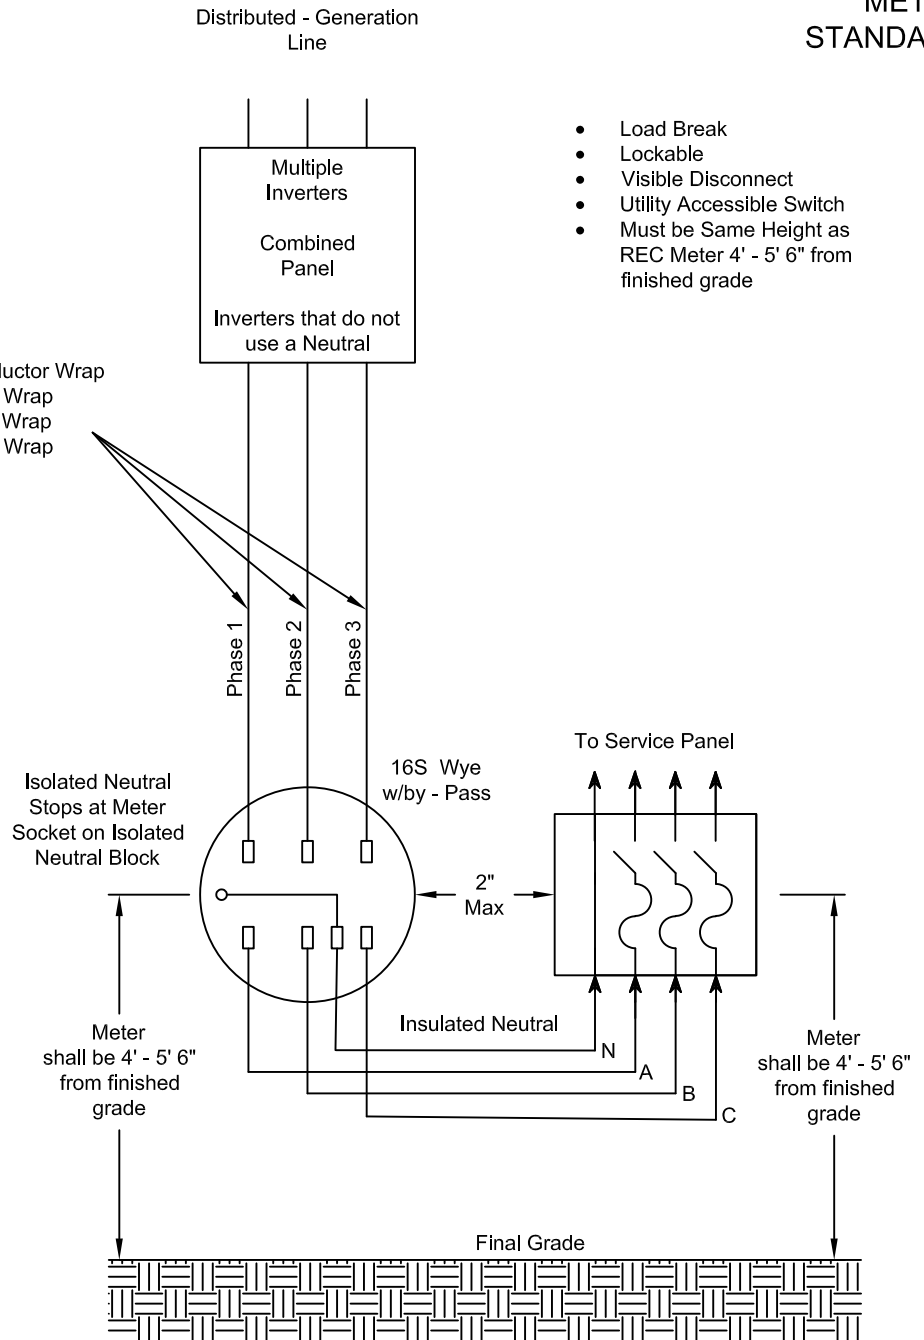 Distributed - Generation
Line
• Load Break
• Lockable
• Visible Disconnect
• Utility Accessible Switch
• Must be Same Height as
REC Meter 4' - 5' 6" from
finished grade
Multiple
Inverters
Combined
Panel
Inverters that do not
use a Neutral
Wrap
Wrap
Wrap
Wrap
Phase 1
Phase 2
Phase 3
To Service Panel
16S Wye
w/by - Pass
Isolated Neutral
Stops at Meter
Socket on Isolated
Neutral Block
2"
Max
Insulated Neutral
N
A
B
C
Meter
shall be 4' - 5' 6"
from finished
grade
Meter
shall be 4' - 5' 6"
from finished
grade
Final Grade